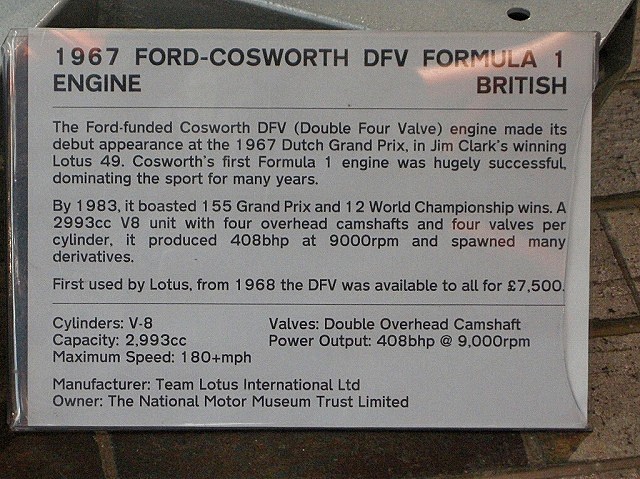 1967 FORD-COSWORTH DFV FORMULA 1
ENGINE BRITISH
The Ford-funded Cosworth DFV (Double Four Valve) engine made its
debut appearance at the 1967 Dutch Grand Prix, in Jim Clark's winning
Lotus 49. Cosworth's first Formula 1 engine was hugely successful,
dominating the sport for many years.
By 1983, it boasted 155 Grand Prix and 12 World Championship wins. A
2993cc V8 unit with four overhead camshafts and four valves per
cylinder, it produced 408bhp at 9000rpm and spawned many
derivatives.
First used by Lotus, from 1968 the DFV was available to all for £7,500.
Cylinders: V-8 Valves: Double Overhead Camshaft
Capacity: 2,993cc Power Output: 408bhp @ 9,000rpm
Maximum Speed: 180+mph
Manufacturer: Team Lotus International Ltd
Owner: The National Motor Museum Trust Limited